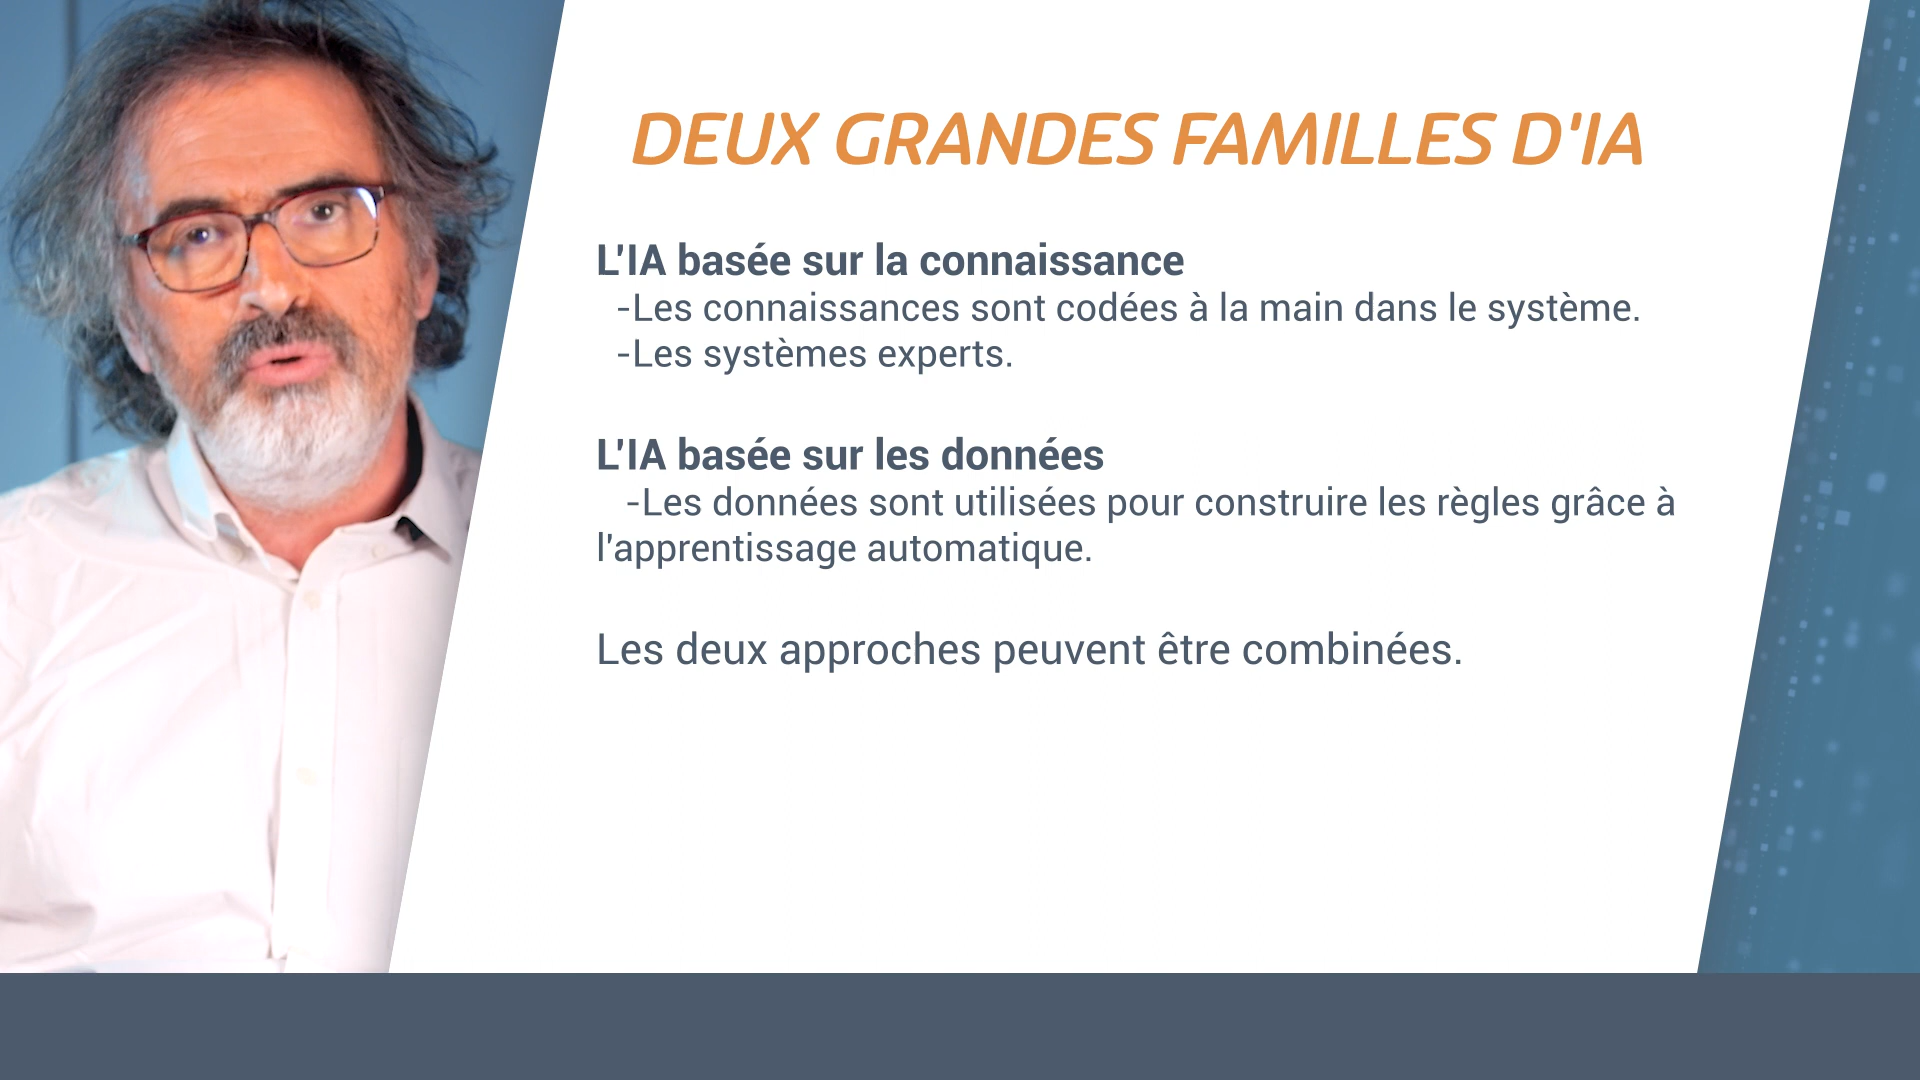 DEUX GRANDES FAMILLES D'IA
L'IA basée sur la connaissance
-Les connaissances sont codées à la main dans le système.
-Les systèmes experts.
L'IA basée sur les données
-Les données sont utilisées pour construire les règles grâce à
l'apprentissage automatique.
Les deux approches peuvent être combinées.